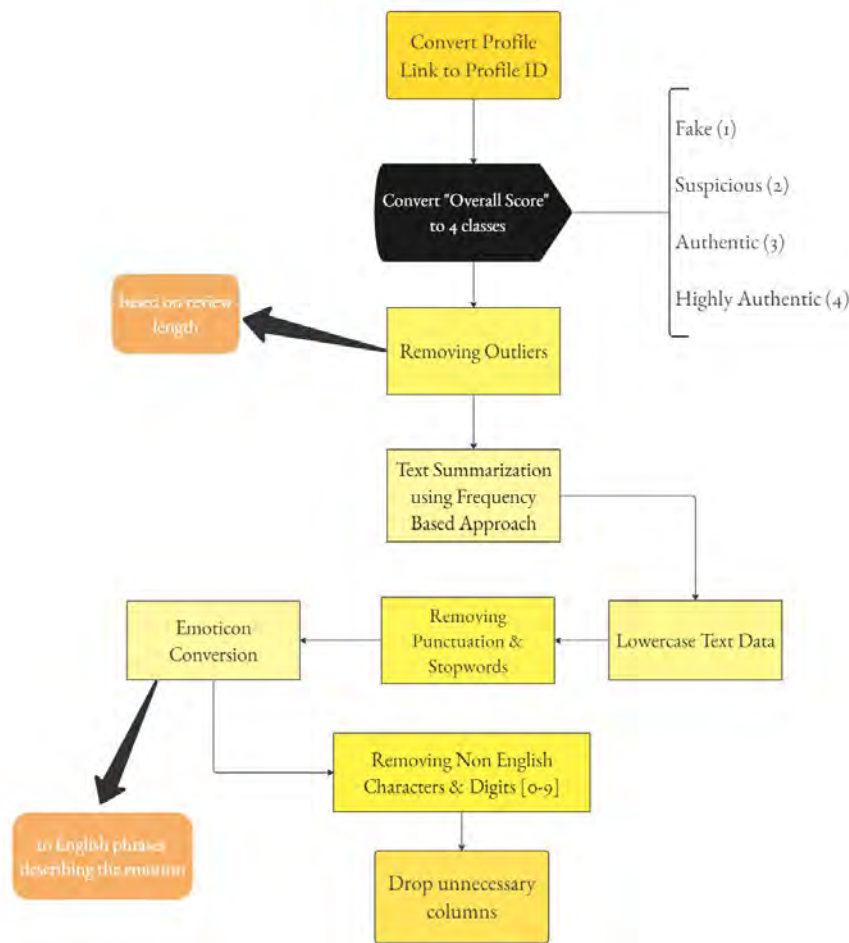 Convert Profile
Link to Profile ID
Convert "Overall Score"
to 4 classes
Fake (1)
Suspicious (2)
Authentic (3)
Highly Authentic (4)
based on review
length
Removing Outliers
Text Summarization
using Frequency
Based Approach
Lowercase Text Data
Removing
Punctuation &
Stopwords
Emoticon
Conversion
to English phrases
describing the emotion
Removing Non English
Characters & Digits [0-9]
Drop unnecessary
columns